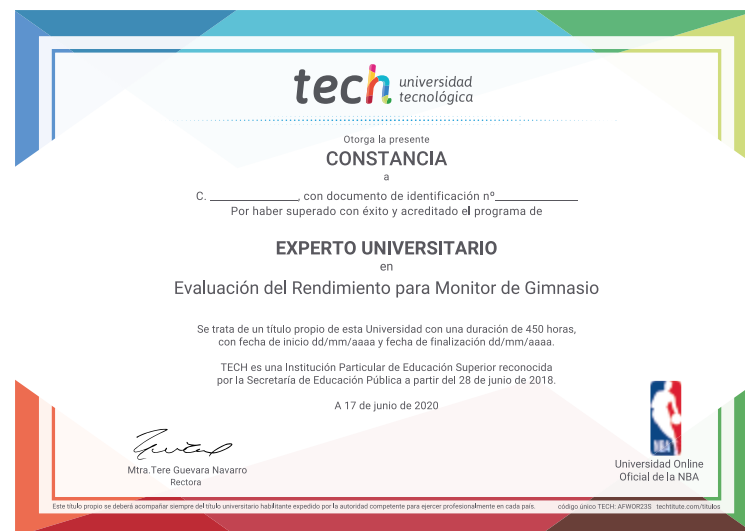 tech universidad
tecnológica
Otorga la presente
CONSTANCIA
a
C. ________________, con documento de identificación nº________________
Por haber superado con éxito y acreditado el programa de
EXPERTO UNIVERSITARIO
en
Evaluación del Rendimiento para Monitor de Gimnasio
Se trata de un título propio de esta Universidad con una duración de 450 horas,
con fecha de inicio dd/mm/aaaa y fecha de finalización dd/mm/aaaa.
TECH es una Institución Particular de Educación Superior reconocida
por la Secretaría de Educación Pública a partir del 28 de junio de 2018.
A 17 de junio de 2020
Mtra.Tere Guevara Navarro
Rectora
NBA
Universidad Online
Oficial de la NBA
Este título propio se deberá acompañar siempre del título universitario habilitante expedido por la autoridad competente para ejercer profesionalmente en cada país. código único TECH: AFWOR23S techtitute.com/titulos